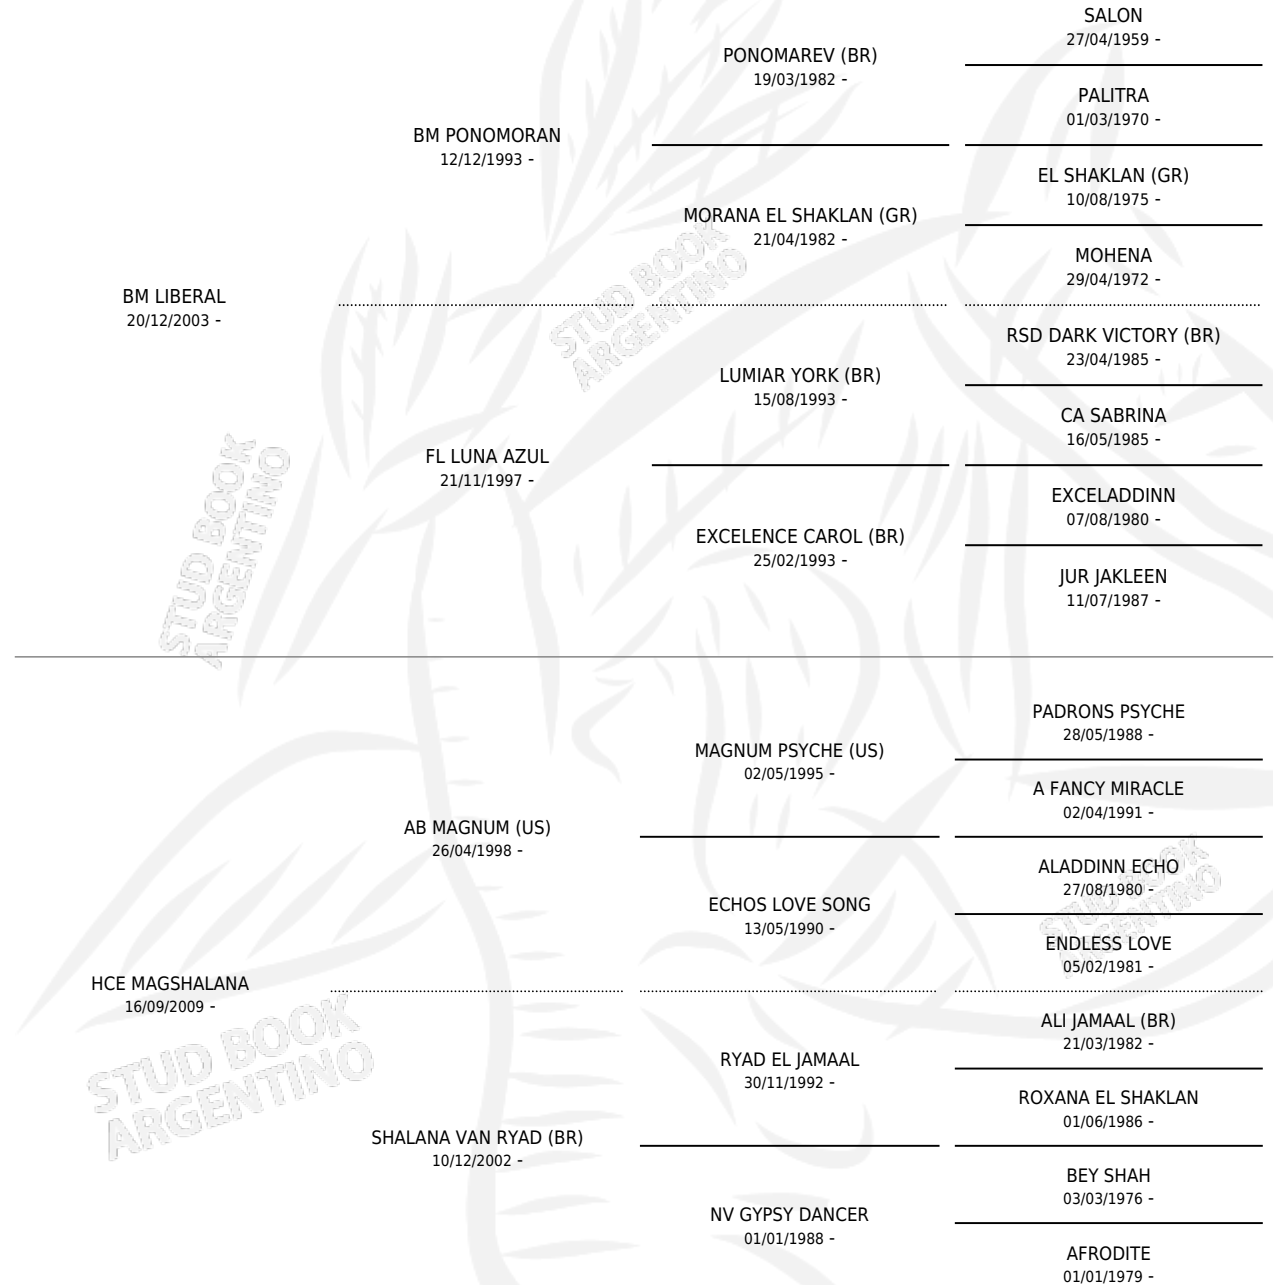 SALON
27/04/1959 -
PONOMAREV (BR)
19/03/1982 -
PALITRA
01/03/1970 -
BM PONOMORAN
12/12/1993 -
EL SHAKLAN (GR)
10/08/1975 -
MORANA EL SHAKLAN (GR)
21/04/1982 -
MOHENA
29/04/1972 -
BM LIBERAL
20/12/2003 -
RSD DARK VICTORY (BR)
23/04/1985 -
LUMIAR YORK (BR)
15/08/1993 -
CA SABRINA
16/05/1985 -
FL LUNA AZUL
21/11/1997 -
EXCELADDINN
07/08/1980 -
EXCELENCE CAROL (BR)
25/02/1993 -
JUR JAKLEEN
11/07/1987 -
STUD BOOK
ARGENTINO
STUD BOOK
ARGENTINO
PADRONS PSYCHE
28/05/1988 -
MAGNUM PSYCHE (US)
02/05/1995 -
A FANCY MIRACLE
02/04/1991 -
AB MAGNUM (US)
26/04/1998 -
ALADDINN ECHO
27/08/1980 -
ECHOS LOVE SONG
13/05/1990 -
ENDLESS LOVE
05/02/1981 -
HCE MAGSHALANA
16/09/2009 -
ALI JAMAAL (BR)
21/03/1982 -
RYAD EL JAMAAL
30/11/1992 -
ROXANA EL SHAKLAN
01/06/1986 -
SHALANA VAN RYAD (BR)
10/12/2002 -
BEY SHAH
03/03/1976 -
NV GYPSY DANCER
01/01/1988 -
AFRODITE
01/01/1979 -
STUD BOOK
ARGENTINO
STUD BOOK
ARGENTINO